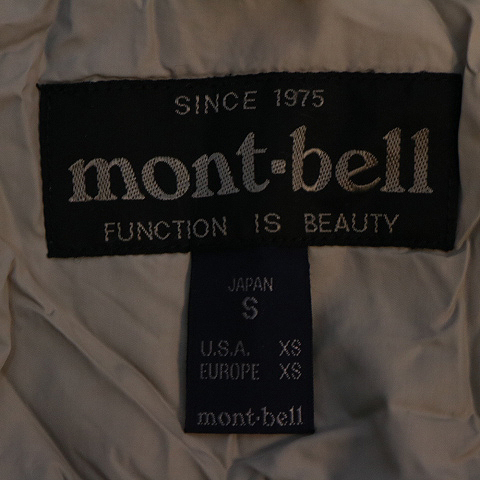 SINCE 1975
mont-bell
FUNCTION IS BEAUTY
JAPAN
S
U.S.A. XS
EUROPE XS
mont-bell